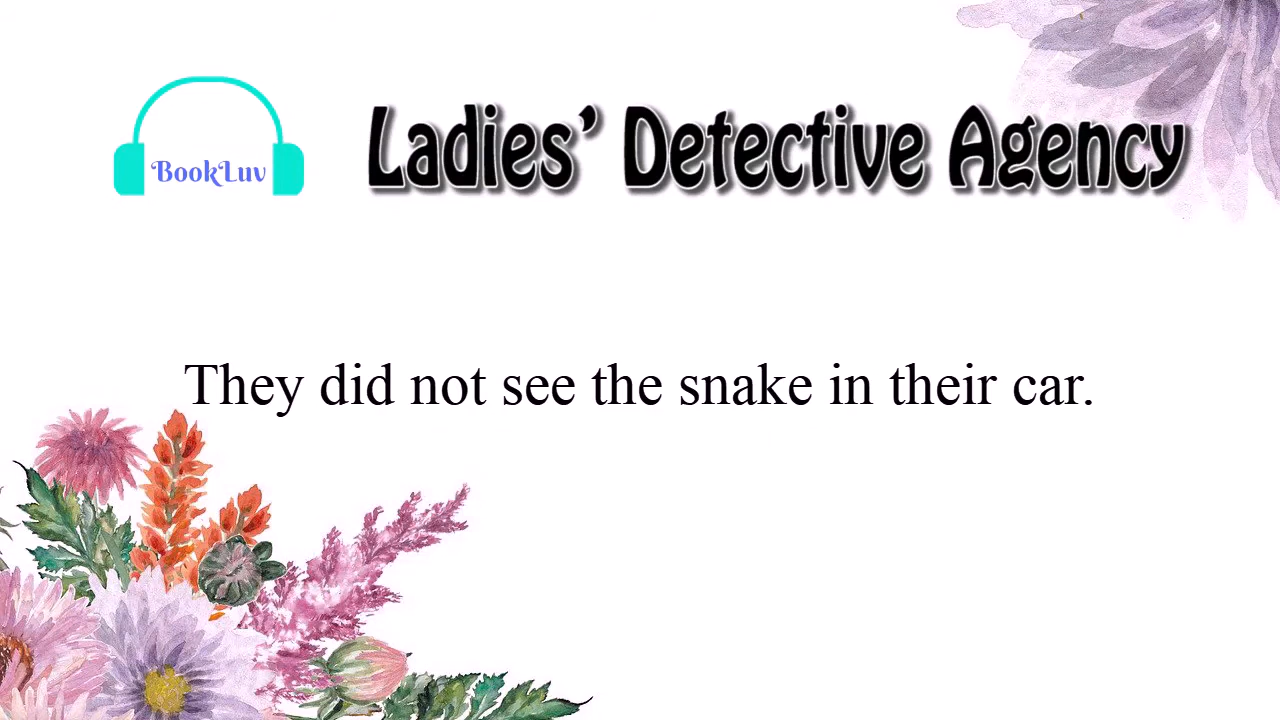 BookLuv
Ladies’ Detective Agency
They did not see the snake in their car.